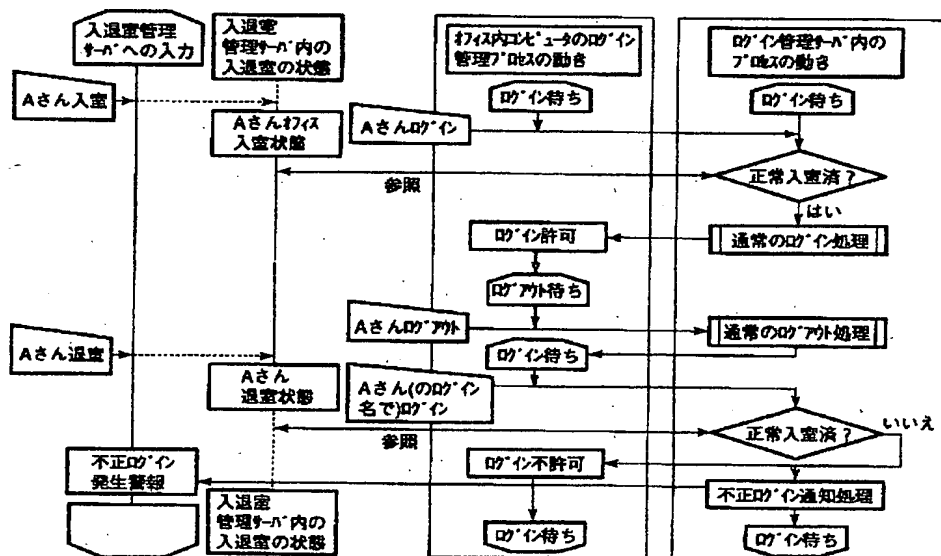 入退室管理
サーバへの入力
入退室
管理サーバ内の
入退室の状態
オフィス内コンピュータのログイン
管理プロセスの動き
ログイン管理サーバ内の
プロセスの動き
ログイン待ち
ログイン待ち
Aさん入室
Aさんログイン
Aさんオフィス
入室状態
正常入室済?
参照
はい
ログイン許可
通常のログイン処理
ログアウト待ち
Aさんログアウト
通常のログアウト処理
Aさん退室
ログイン待ち
Aさん
退室状態
Aさん(のログイン
名で)ログイン
正常入室済?
いいえ
参照
不正ログイン
発生警報
ログイン不許可
不正ログイン通知処理
入退室
管理サーバ内の
入退室の状態
ログイン待ち
ログイン待ち